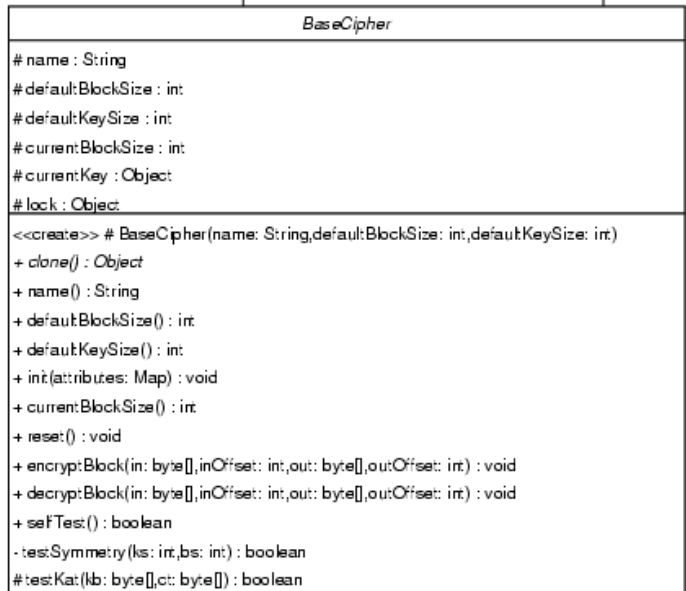 BaseCipher
# name : String
# defaultBlockSize : int
# defaultKeySize : int
# currentBlockSize : int
# currentKey : Object
# lock : Object
<<create>> # BaseCipher(name: String,defaultBlockSize: int,defaultKeySize: int)
+ clone() : Object
+ name() : String
+ defaultBlockSize() : int
+ defaultKeySize() : int
+ init(attributes: Map) : void
+ currentBlockSize() : int
+ reset() : void
+ encryptBlock(in: byte[],inOffset: int,out: byte[],outOffset: int) : void
+ decryptBlock(in: byte[],inOffset: int,out: byte[],outOffset: int) : void
+ selfTest() : boolean
- testSymmetry(ks: int,bs: int) : boolean
# testKat(kb: byte[],ct: byte[]) : boolean